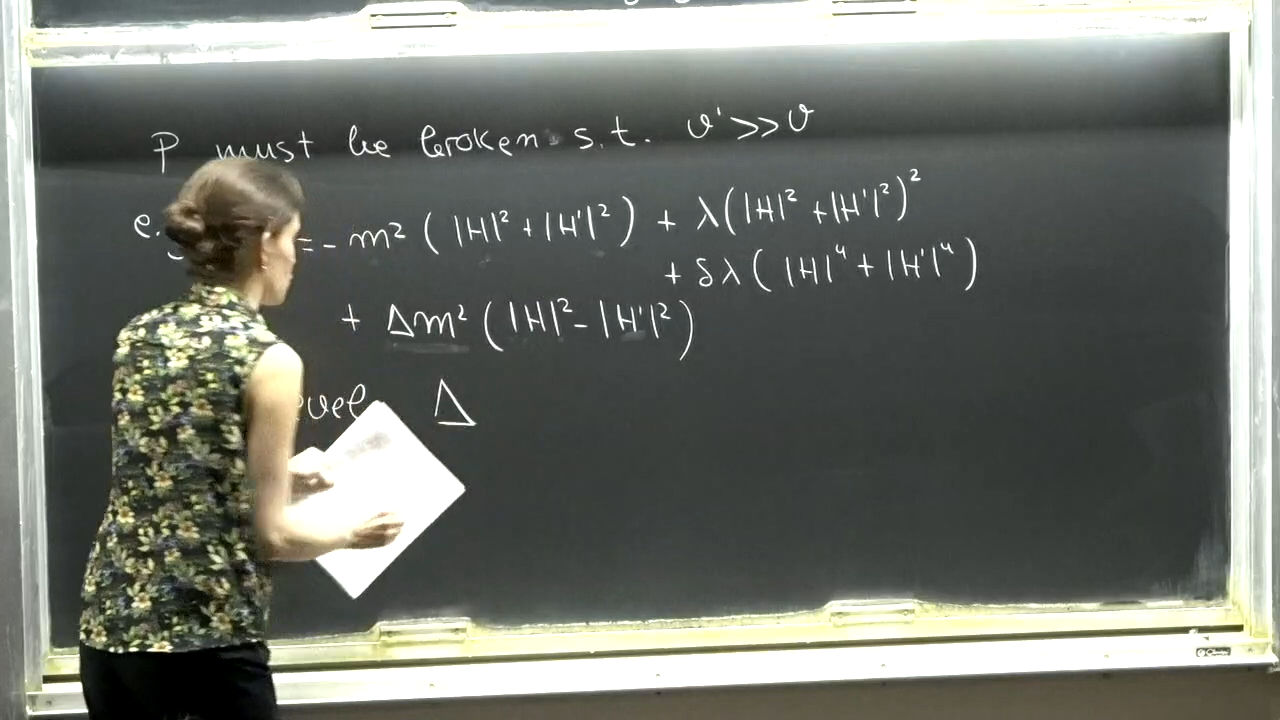 P must be broken s.t. v' >> v
e. = - m² ( |H|² + |H'|² ) + λ ( |H|² + |H'|² )²
+ δλ ( |H|⁴ + |H'|⁴ )
+ Δm² ( |H|² - |H'|² )
Δ